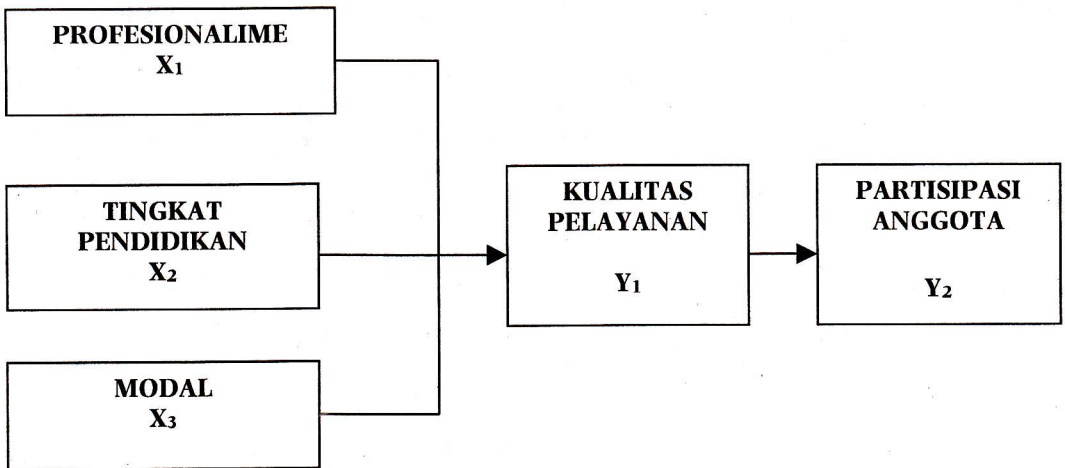 PROFESIONALIME
X1
TINGKAT
PENDIDIKAN
X2
MODAL
X3
KUALITAS
PELAYANAN
Y1
PARTISIPASI
ANGGOTA
Y2